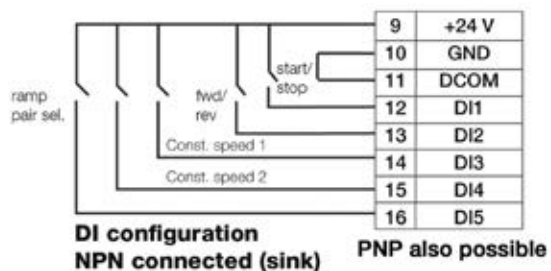 9 +24 V
10 GND
start/
stop
11 DCOM
ramp
pair sel.
fwd/
rev
12 DI1
13 DI2
Const. speed 1
14 DI3
Const. speed 2
15 DI4
16 DI5
DI configuration
NPN connected (sink)
PNP also possible